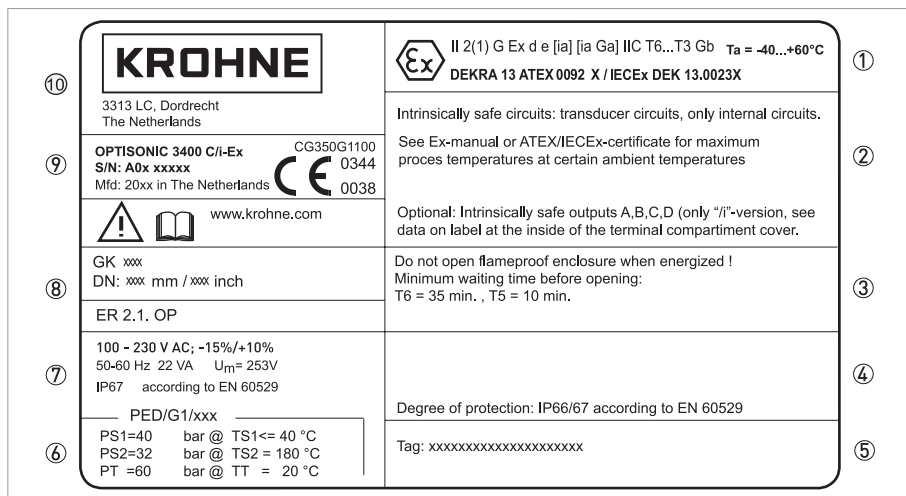 KROHNE
3313 LC, Dordrecht
The Netherlands
⑩
OPTISONIC 3400 C/i-Ex CG350G1100
S/N: A0x xxxxx 0344
Mfd: 20xx in The Netherlands CE 0038
⑨
www.krohne.com
GK xxx
DN: xxx mm / xxx inch
⑧
ER 2.1. OP
100 - 230 V AC; -15%/+10%
50-60 Hz 22 VA Um= 253V
IP67 according to EN 60529
⑦
PED/G1/xxx
PS1=40 bar @ TS1<= 40 °C
PS2=32 bar @ TS2 = 180 °C
PT =60 bar @ TT = 20 °C
⑥
Ex II 2(1) G Ex d e [ia] [ia Ga] IIC T6...T3 Gb Ta = -40...+60°C
DEKRA 13 ATEX 0092 X / IECEx DEK 13.0023X
①
Intrinsically safe circuits: transducer circuits, only internal circuits.
See Ex-manual or ATEX/IECEx-certificate for maximum
proces temperatures at certain ambient temperatures
②
Optional: Intrinsically safe outputs A,B,C,D (only "/i"-version, see
data on label at the inside of the terminal compartiment cover.
Do not open flameproof enclosure when energized !
Minimum waiting time before opening:
T6 = 35 min. , T5 = 10 min.
③
④
Degree of protection: IP66/67 according to EN 60529
Tag: xxxxxxxxxxxxxxxxxxxxx
⑤